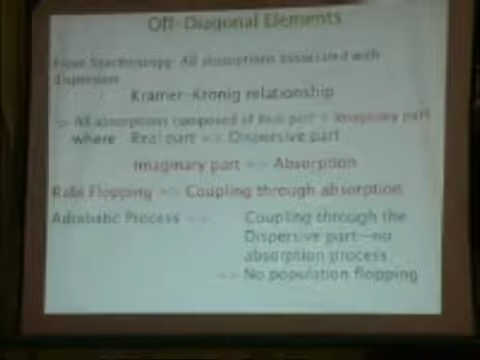 Off-Diagonal Elements
From Spectroscopy: All absorptions associated with
dispersion
Kramer-Kronig relationship
=> All absorptions composed of Real part + Imaginary part
where Real part => Dispersive part
Imaginary part => Absorption
Rabi Flopping => Coupling through absorption
Adiabatic Process => Coupling through the
Dispersive part—no
absorption process
=> No population flopping